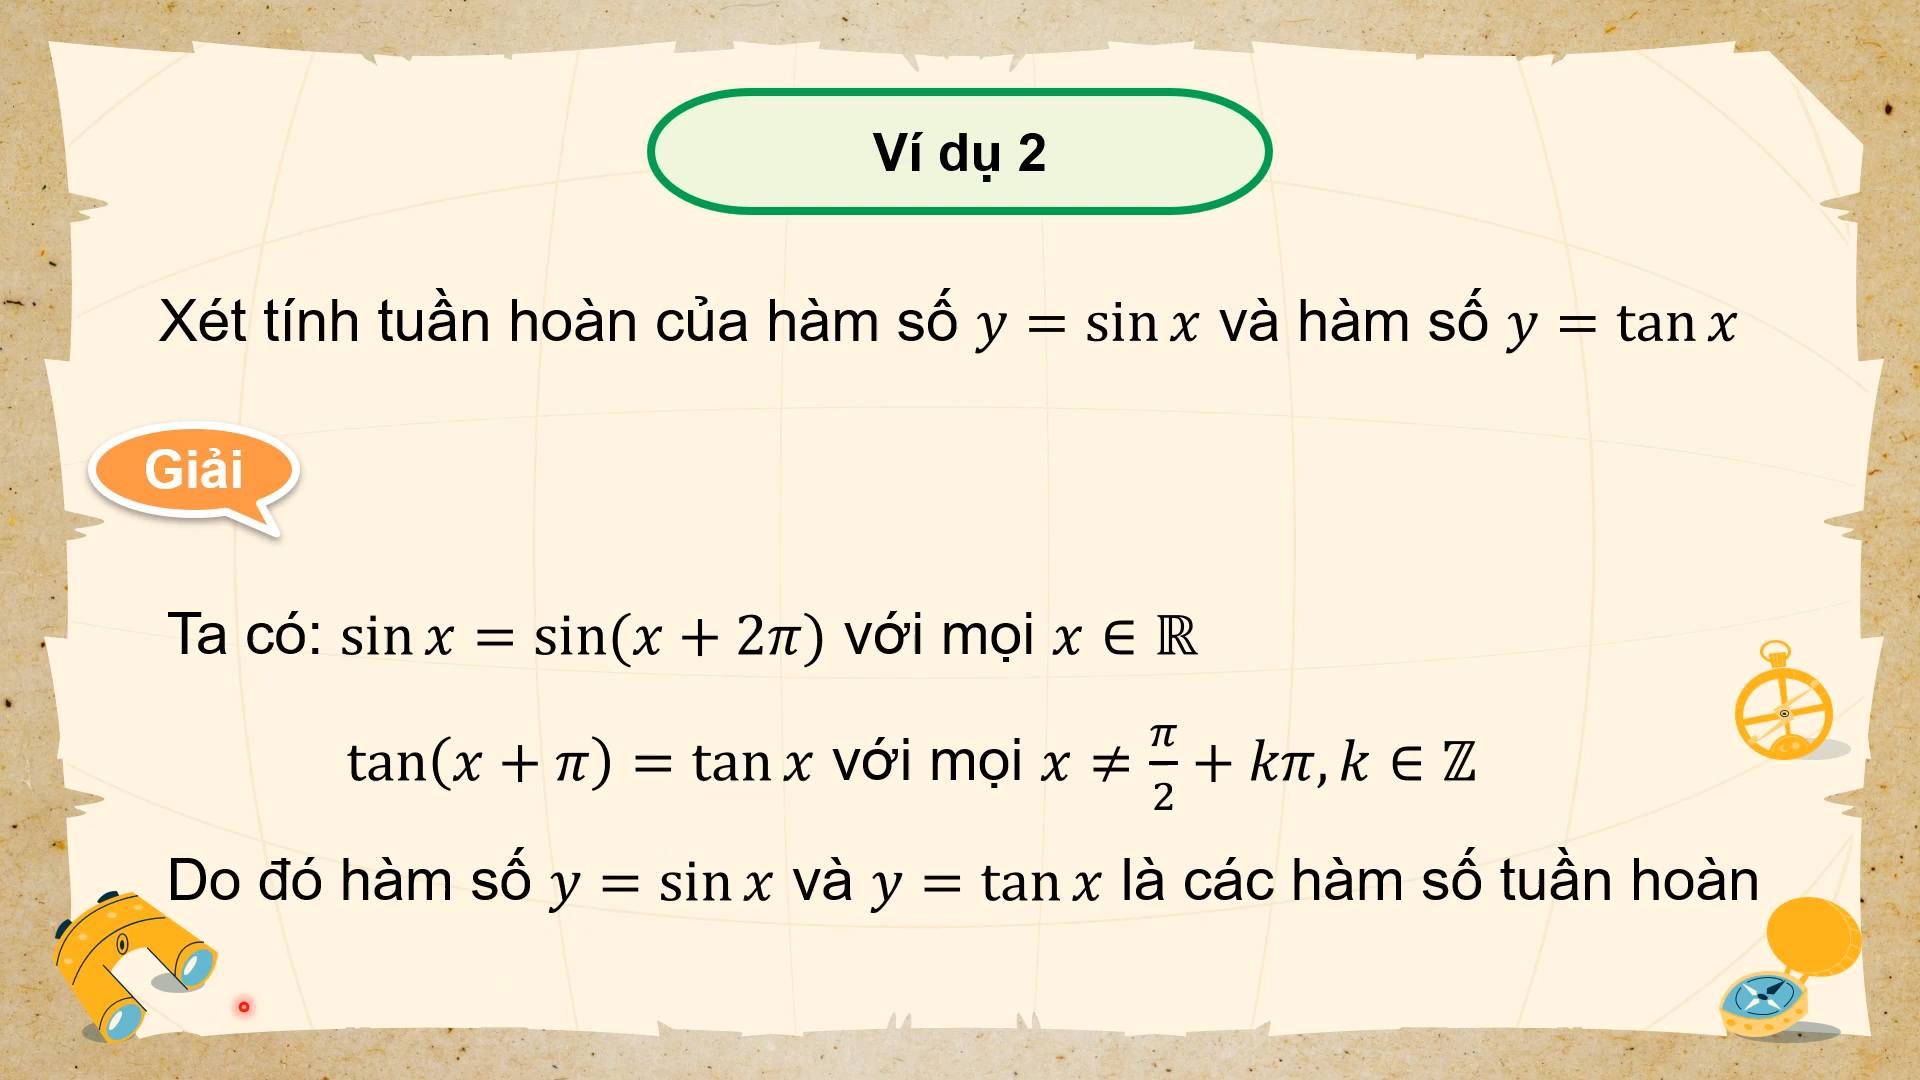 Ví dụ 2
Xét tính tuần hoàn của hàm số y = sin x và hàm số y = tan x
Giải
Ta có: sin x = sin(x + 2π) với mọi x ∈ ℝ
tan(x + π) = tan x với mọi x ≠ π/2 + kπ, k ∈ ℤ
Do đó hàm số y = sin x và y = tan x là các hàm số tuần hoàn